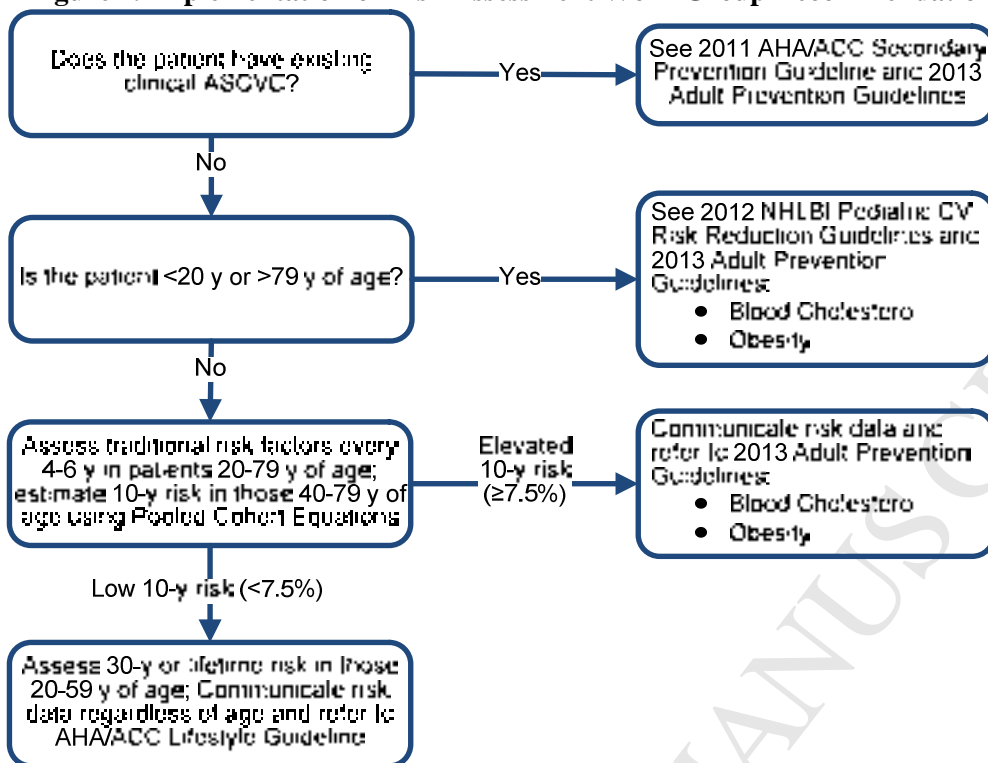 Does the patient have existing
clinical ASCVD?
Yes
See 2011 AHA/ACC Secondary
Prevention Guideline and 2013
Adult Prevention Guidelines
No
Is the patient <20 y or >79 y of age?
Yes
See 2012 NHLBI Pediatric CV
Risk Reduction Guidelines and
2013 Adult Prevention
Guidelines:
• Blood Cholesterol
• Obesity
No
Assess traditional risk factors every
4-6 y in patients 20-79 y of age;
estimate 10-y risk in those 40-79 y of
age using Pooled Cohort Equations
Elevated
10-y risk
(≥7.5%)
Communicate risk data and
refer to 2013 Adult Prevention
Guidelines:
• Blood Cholesterol
• Obesity
Low 10-y risk (<7.5%)
Assess 30-y or lifetime risk in those
20-59 y of age; Communicate risk
data regardless of age and refer to
AHA/ACC Lifestyle Guideline